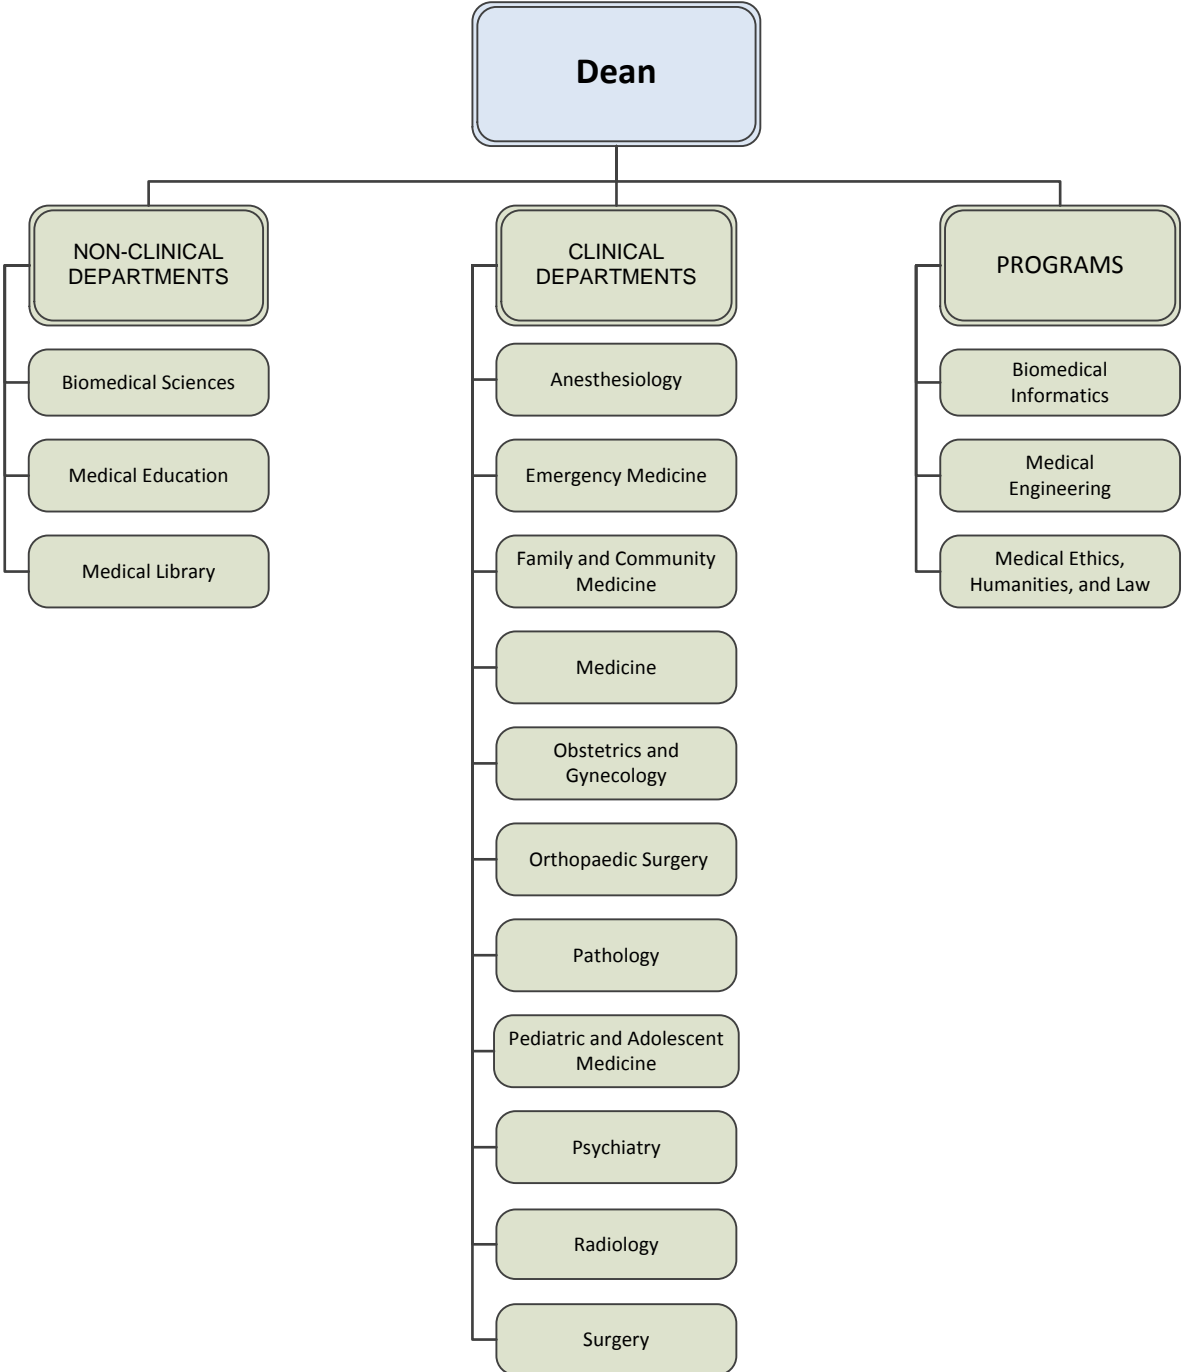 Dean
NON-CLINICAL
DEPARTMENTS
Biomedical Sciences
Medical Education
Medical Library
CLINICAL
DEPARTMENTS
Anesthesiology
Emergency Medicine
Family and Community
Medicine
Medicine
Obstetrics and
Gynecology
Orthopaedic Surgery
Pathology
Pediatric and Adolescent
Medicine
Psychiatry
Radiology
Surgery
PROGRAMS
Biomedical
Informatics
Medical
Engineering
Medical Ethics,
Humanities, and Law